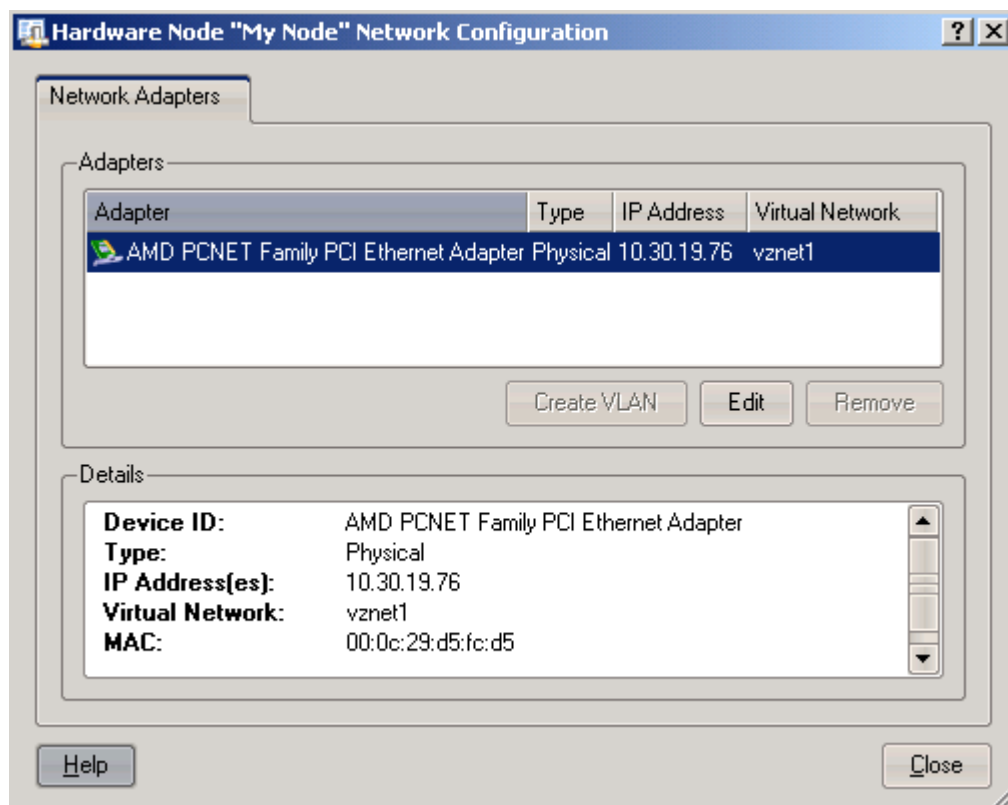 Hardware Node "My Node" Network Configuration
Network Adapters
Adapters
Adapter Type IP Address Virtual Network
AMD PCNET Family PCI Ethernet Adapter Physical 10.30.19.76 vznet1
Create VLAN Edit Remove
Details
Device ID: AMD PCNET Family PCI Ethernet Adapter
Type: Physical
IP Address(es): 10.30.19.76
Virtual Network: vznet1
MAC: 00:0c:29:d5:fc:d5
Help Close